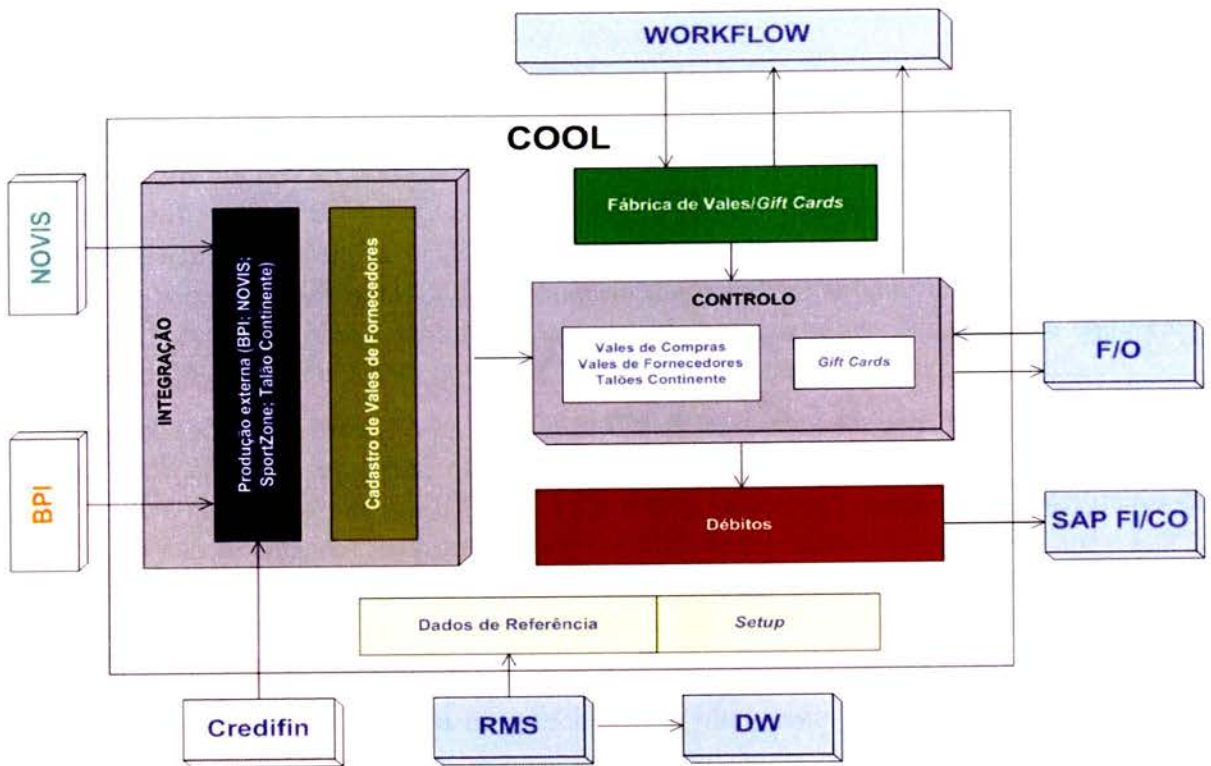 WORKFLOW
COOL
NOVIS
BPI
INTEGRAÇÃO
Produção externa (BPI; NOVIS;
SportZone; Talão Continente)
Cadastro de Vales de Fornecedores
Fábrica de Vales/Gift Cards
CONTROLO
Vales de Compras
Vales de Fornecedores
Talões Continente
Gift Cards
F/O
Débitos
SAP FI/CO
Dados de Referência
Setup
Credifin
RMS
DW